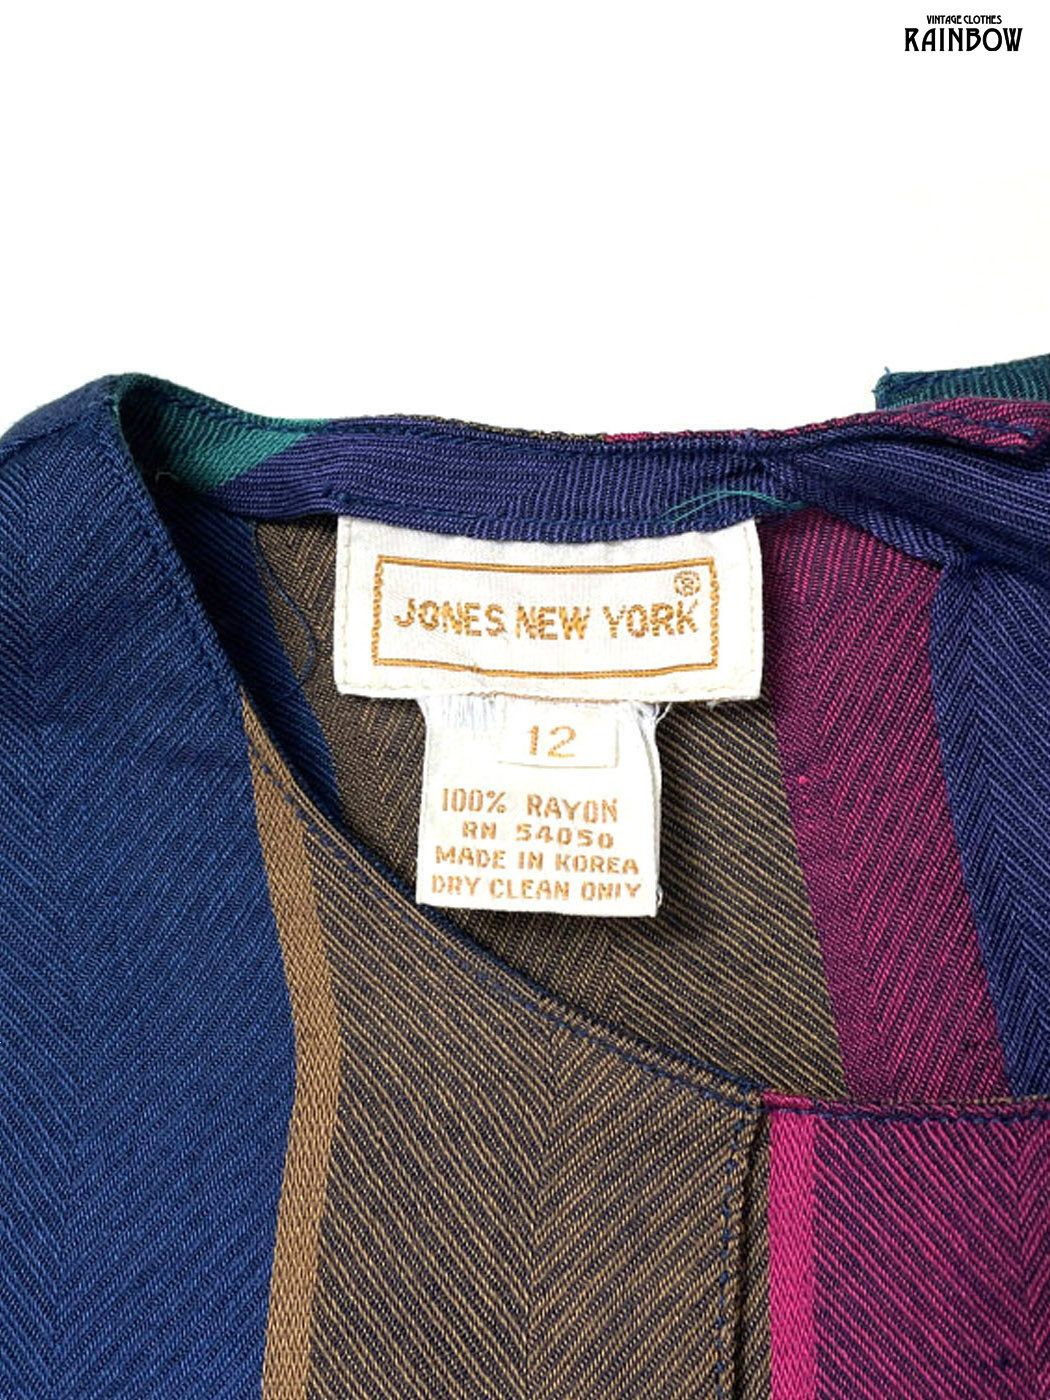 VINTAGE CLOTHES
RAINBOW
JONES NEW YORK®
12
100% RAYON
RN 54050
MADE IN KOREA
DRY CLEAN ONLY